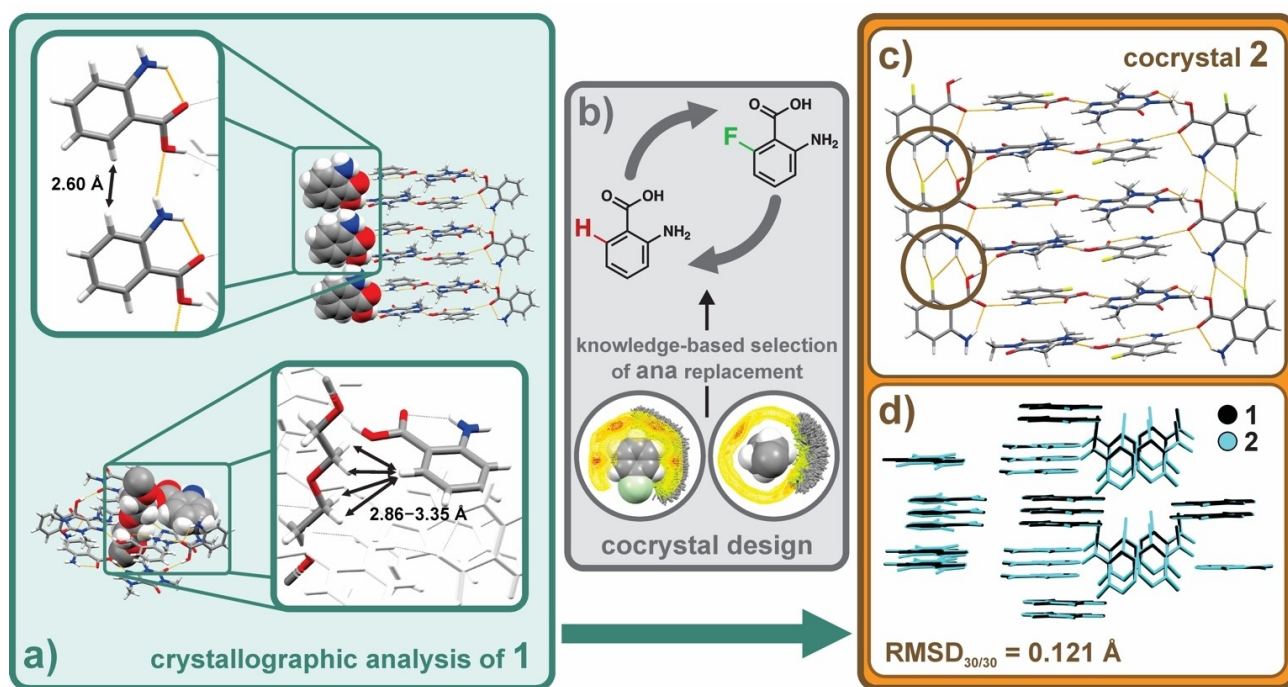 2.60 Å
2.86–3.35 Å
a)
crystallographic analysis of 1
b)
O
OH
F
NH₂
O
OH
H
NH₂
knowledge-based selection
of ana replacement
cocrystal design
c)
cocrystal 2
d)
1
2
RMSD₃₀/₃₀ = 0.121 Å